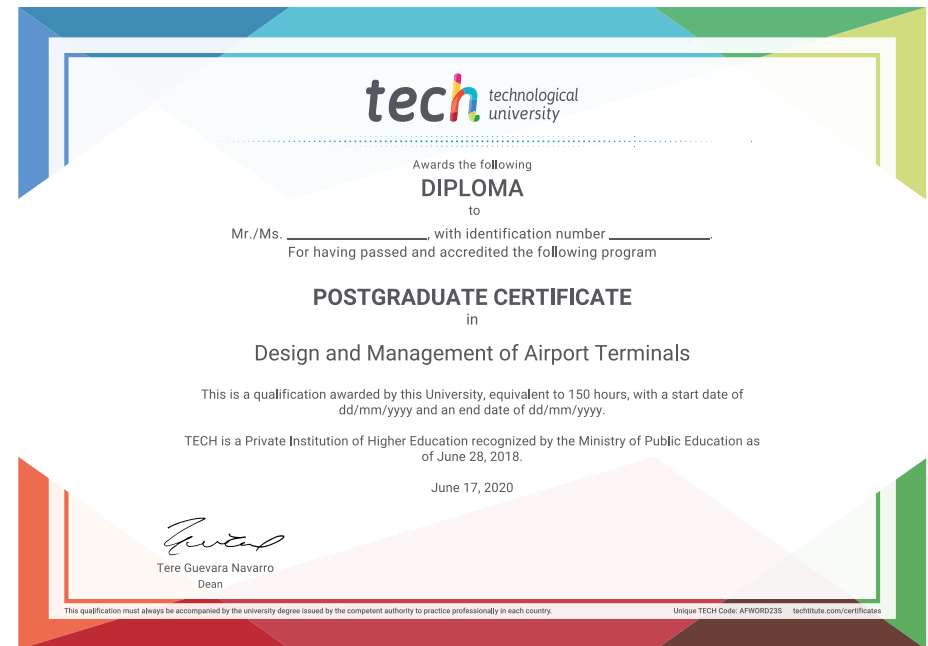 tech technological
university
Awards the following
DIPLOMA
to
Mr./Ms. ____________________, with identification number ______________.
For having passed and accredited the following program
POSTGRADUATE CERTIFICATE
in
Design and Management of Airport Terminals
This is a qualification awarded by this University, equivalent to 150 hours, with a start date of
dd/mm/yyyy and an end date of dd/mm/yyyy.
TECH is a Private Institution of Higher Education recognized by the Ministry of Public Education as
of June 28, 2018.
June 17, 2020
Tere Guevara Navarro
Dean
This qualification must always be accompanied by the university degree issued by the competent authority to practice professionally in each country.
Unique TECH Code: AFWORD23S techtitute.com/certificates